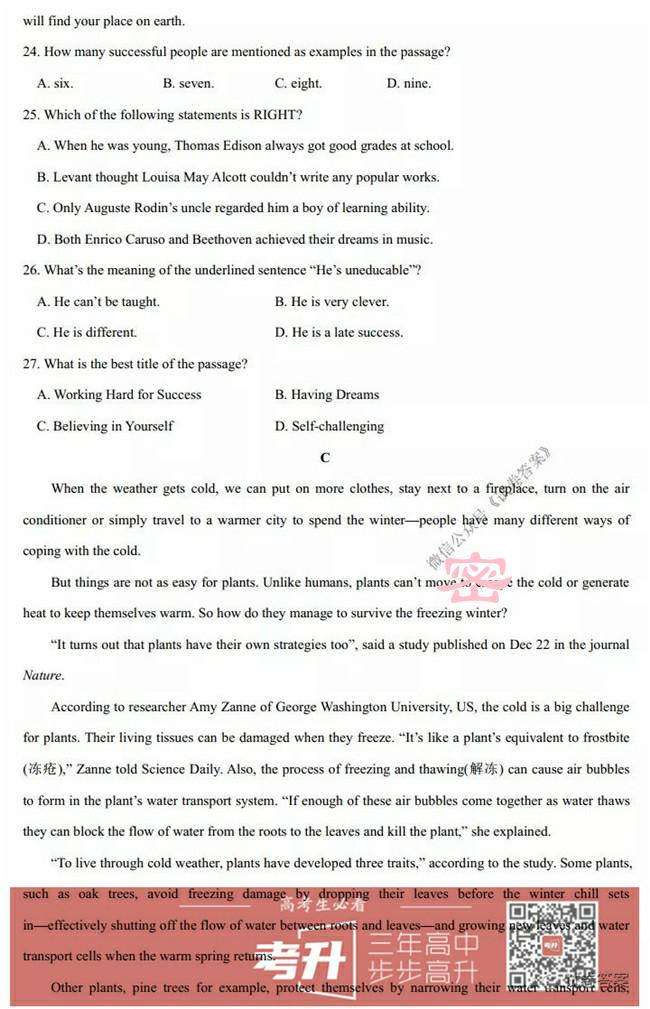 will find your place on earth.
24. How many successful people are mentioned as examples in the passage?
A. six. B. seven. C. eight. D. nine.
25. Which of the following statements is RIGHT?
A. When he was young, Thomas Edison always got good grades at school.
B. Levant thought Louisa May Alcott couldn't write any popular works.
C. Only Auguste Rodin's uncle regarded him a boy of learning ability.
D. Both Enrico Caruso and Beethoven achieved their dreams in music.
26. What's the meaning of the underlined sentence “He's uneducable”?
A. He can't be taught. B. He is very clever.
C. He is different. D. He is a late success.
27. What is the best title of the passage?
A. Working Hard for Success B. Having Dreams
C. Believing in Yourself D. Self-challenging
C
When the weather gets cold, we can put on more clothes, stay next to a fireplace, turn on the air
conditioner or simply travel to a warmer city to spend the winter—people have many different ways of
coping with the cold.
微信公众号《试卷答案》
密
But things are not as easy for plants. Unlike humans, plants can't move to the cold or generate
heat to keep themselves warm. So how do they manage to survive the freezing winter?
“It turns out that plants have their own strategies too”, said a study published on Dec 22 in the journal
Nature.
According to researcher Amy Zanne of George Washington University, US, the cold is a big challenge
for plants. Their living tissues can be damaged when they freeze. “It's like a plant's equivalent to frostbite
(冻疮),” Zanne told Science Daily. Also, the process of freezing and thawing(解冻) can cause air bubbles
to form in the plant's water transport system. “If enough of these air bubbles come together as water thaws
they can block the flow of water from the roots to the leaves and kill the plant,” she explained.
“To live through cold weather, plants have developed three traits,” according to the study. Some plants,
such as oak trees, avoid freezing damage by dropping their leaves before the winter chill sets
高考生必看
in—effectively shutting off the flow of water between roots and leaves—and growing new leaves and water
transport cells when the warm spring returns.
考升
三年高中
步步高升
考升
答案
Other plants, pine trees for example, protect themselves by narrowing their water transport cells,